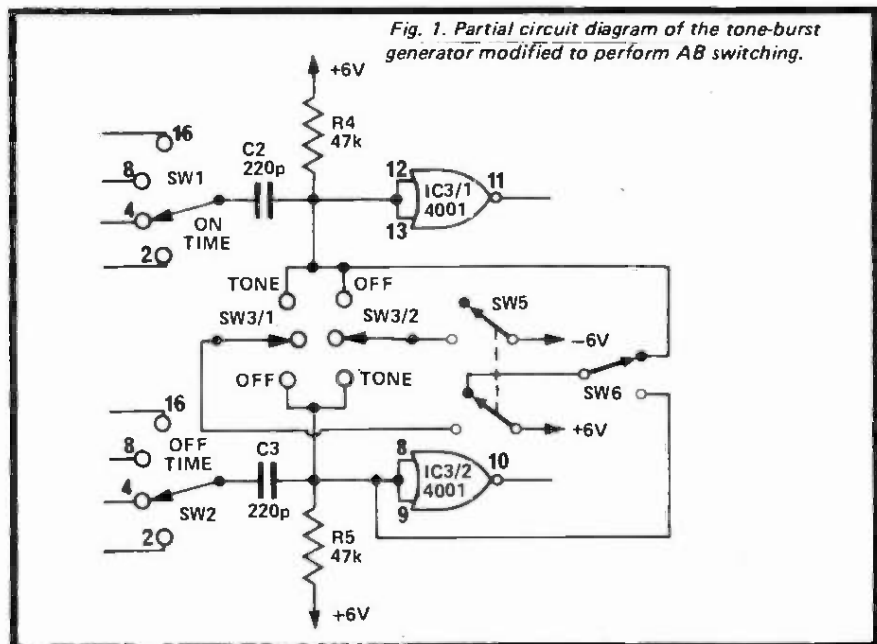 Fig. 1. Partial circuit diagram of the tone-burst
generator modified to perform AB switching.
+6V
R4
47k
16
C2
220p
8
SW1
12
IC3/1
4001
11
4
13
ON
TIME
2
TONE
OFF
SW5
SW3/1
SW3/2
-6V
OFF
TONE
SW6
16
+6V
8
OFF
TIME
C3
8
IC3/2
4001
10
4
220p
9
SW2
2
R5
47k
+6V